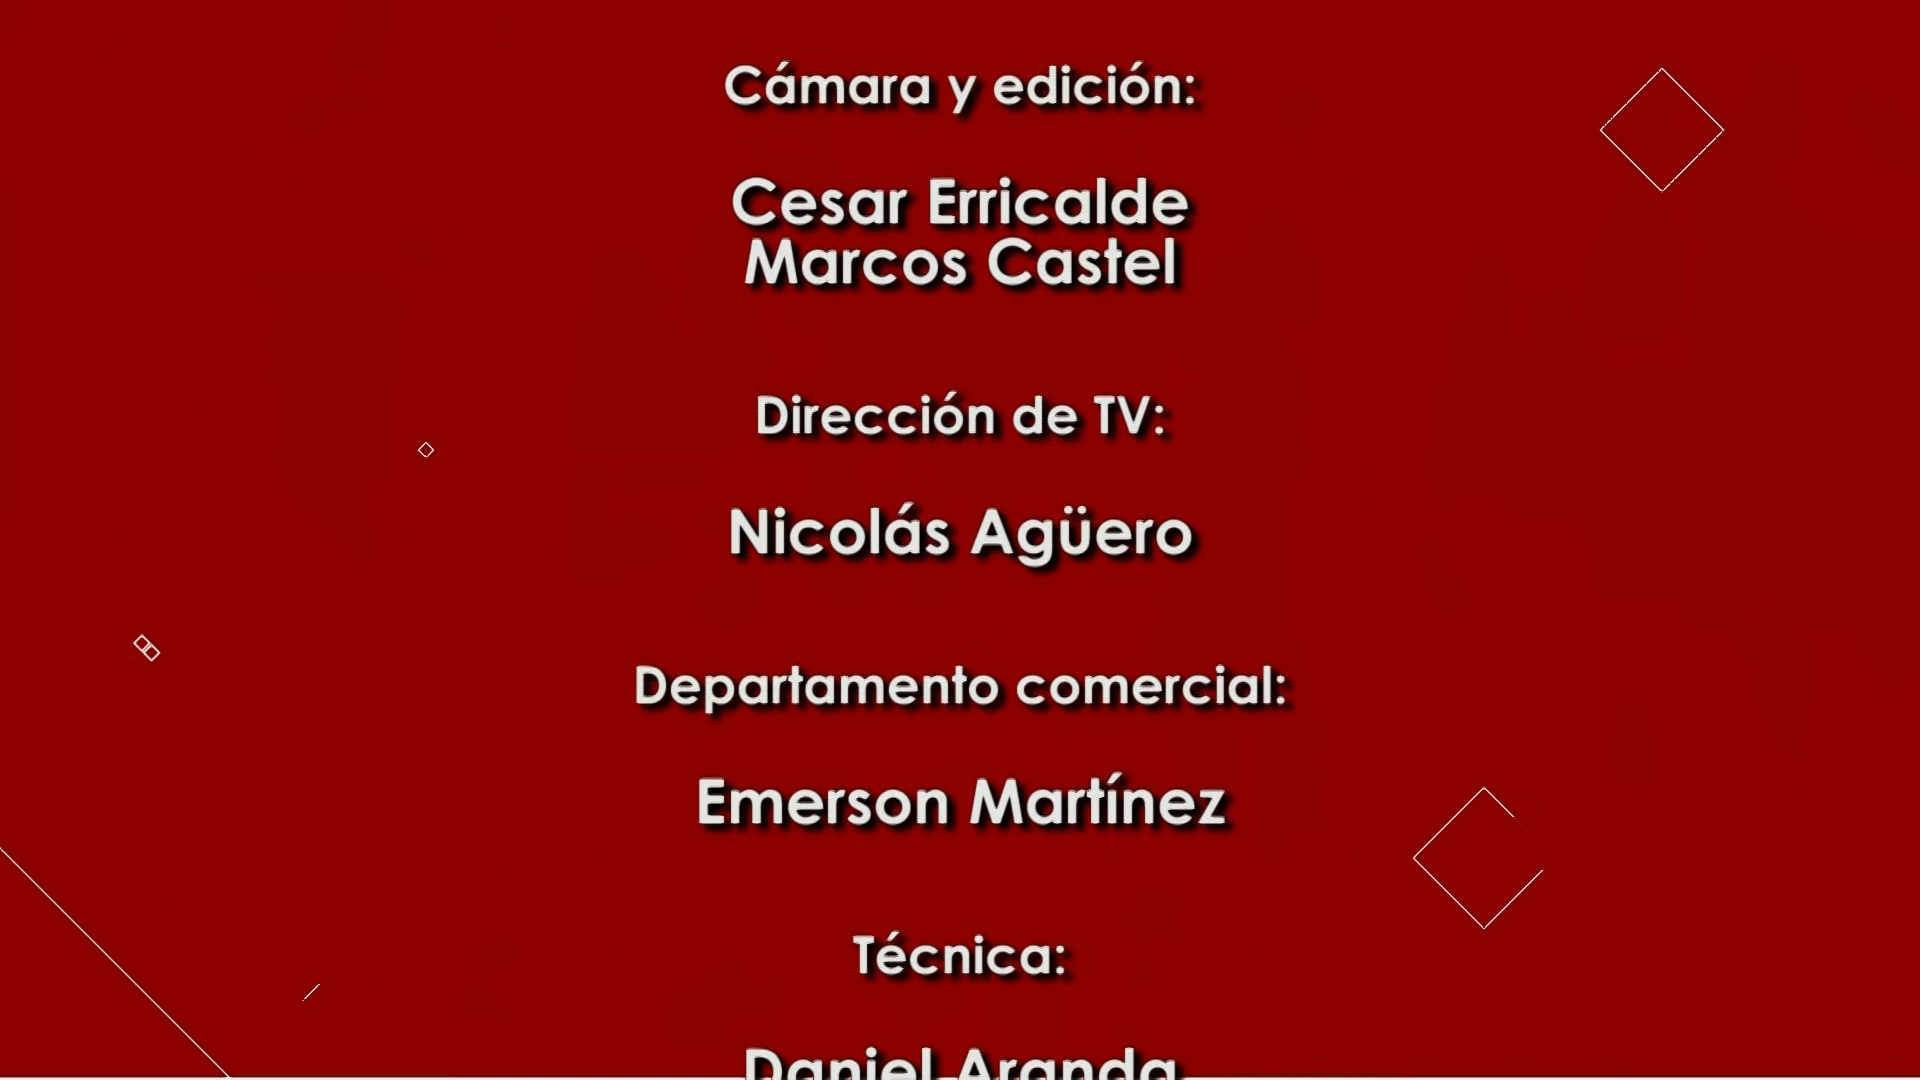 Cámara y edición:
Cesar Erricalde
Marcos Castel
Dirección de TV:
Nicolás Agüero
Departamento comercial:
Emerson Martínez
Técnica:
Daniel Aranda